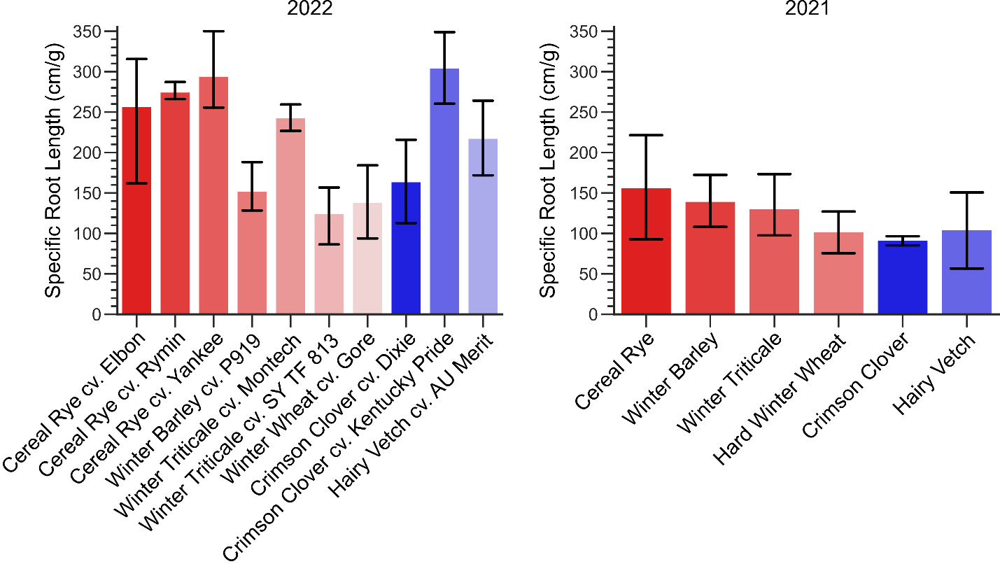 2022
Specific Root Length (cm/g)
350
300
250
200
150
100
50
0
Cereal Rye cv. Elbon
Cereal Rye cv. Rymin
Cereal Rye cv. Yankee
Winter Barley cv. P919
Winter Triticale cv. Montech
Winter Triticale cv. SY TF 813
Winter Wheat cv. Gore
Crimson Clover cv. Dixie
Crimson Clover cv. Kentucky Pride
Hairy Vetch cv. AU Merit
2021
Specific Root Length (cm/g)
350
300
250
200
150
100
50
0
Cereal Rye
Winter Barley
Winter Triticale
Hard Winter Wheat
Crimson Clover
Hairy Vetch